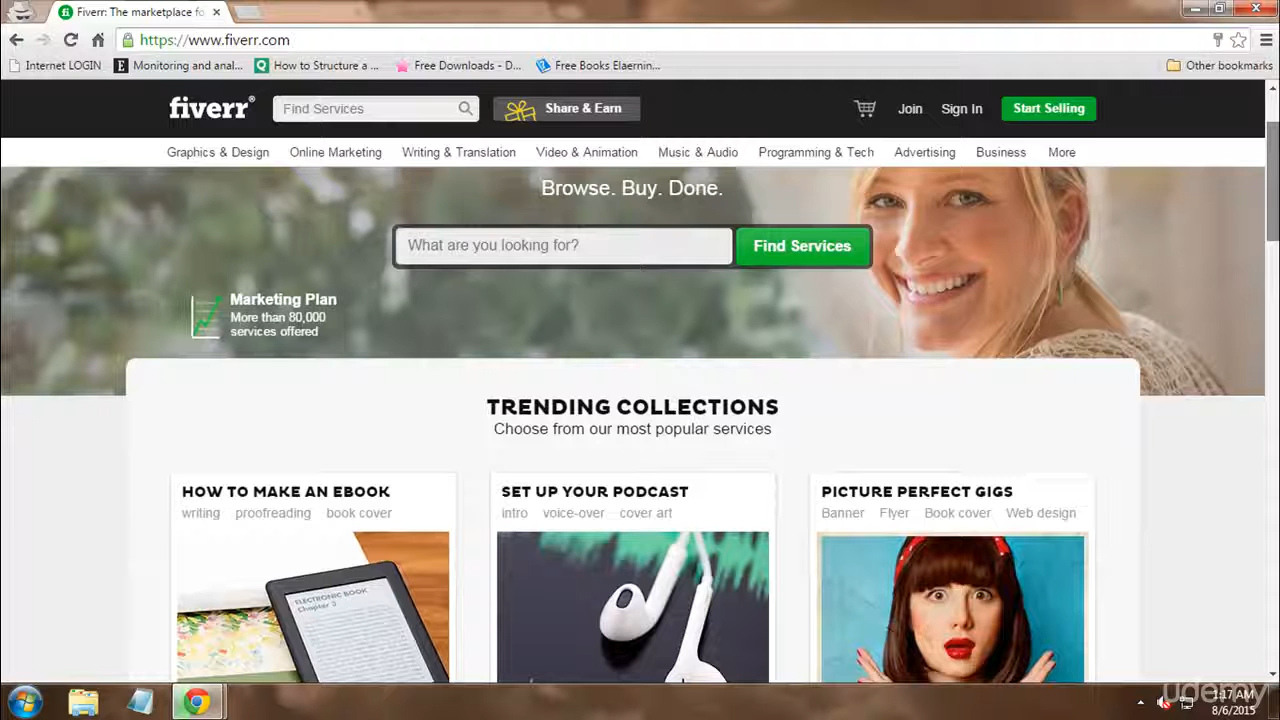 Fiverr: The marketplace fo
https://www.fiverr.com
Internet LOGIN
Monitoring and anal...
How to Structure a ...
Free Downloads - D...
Free Books Elaernin...
Other bookmarks
fiverr®
Find Services
Share & Earn
Join
Sign In
Start Selling
Graphics & Design
Online Marketing
Writing & Translation
Video & Animation
Music & Audio
Programming & Tech
Advertising
Business
More
Browse. Buy. Done.
What are you looking for?
Find Services
Marketing Plan
More than 80,000
services offered
TRENDING COLLECTIONS
Choose from our most popular services
HOW TO MAKE AN EBOOK
writing proofreading book cover
SET UP YOUR PODCAST
intro voice-over cover art
PICTURE PERFECT GIGS
Banner Flyer Book cover Web design
ELECTRONIC BOOK
Chapter 2
udemy
1:17 AM
8/6/2015